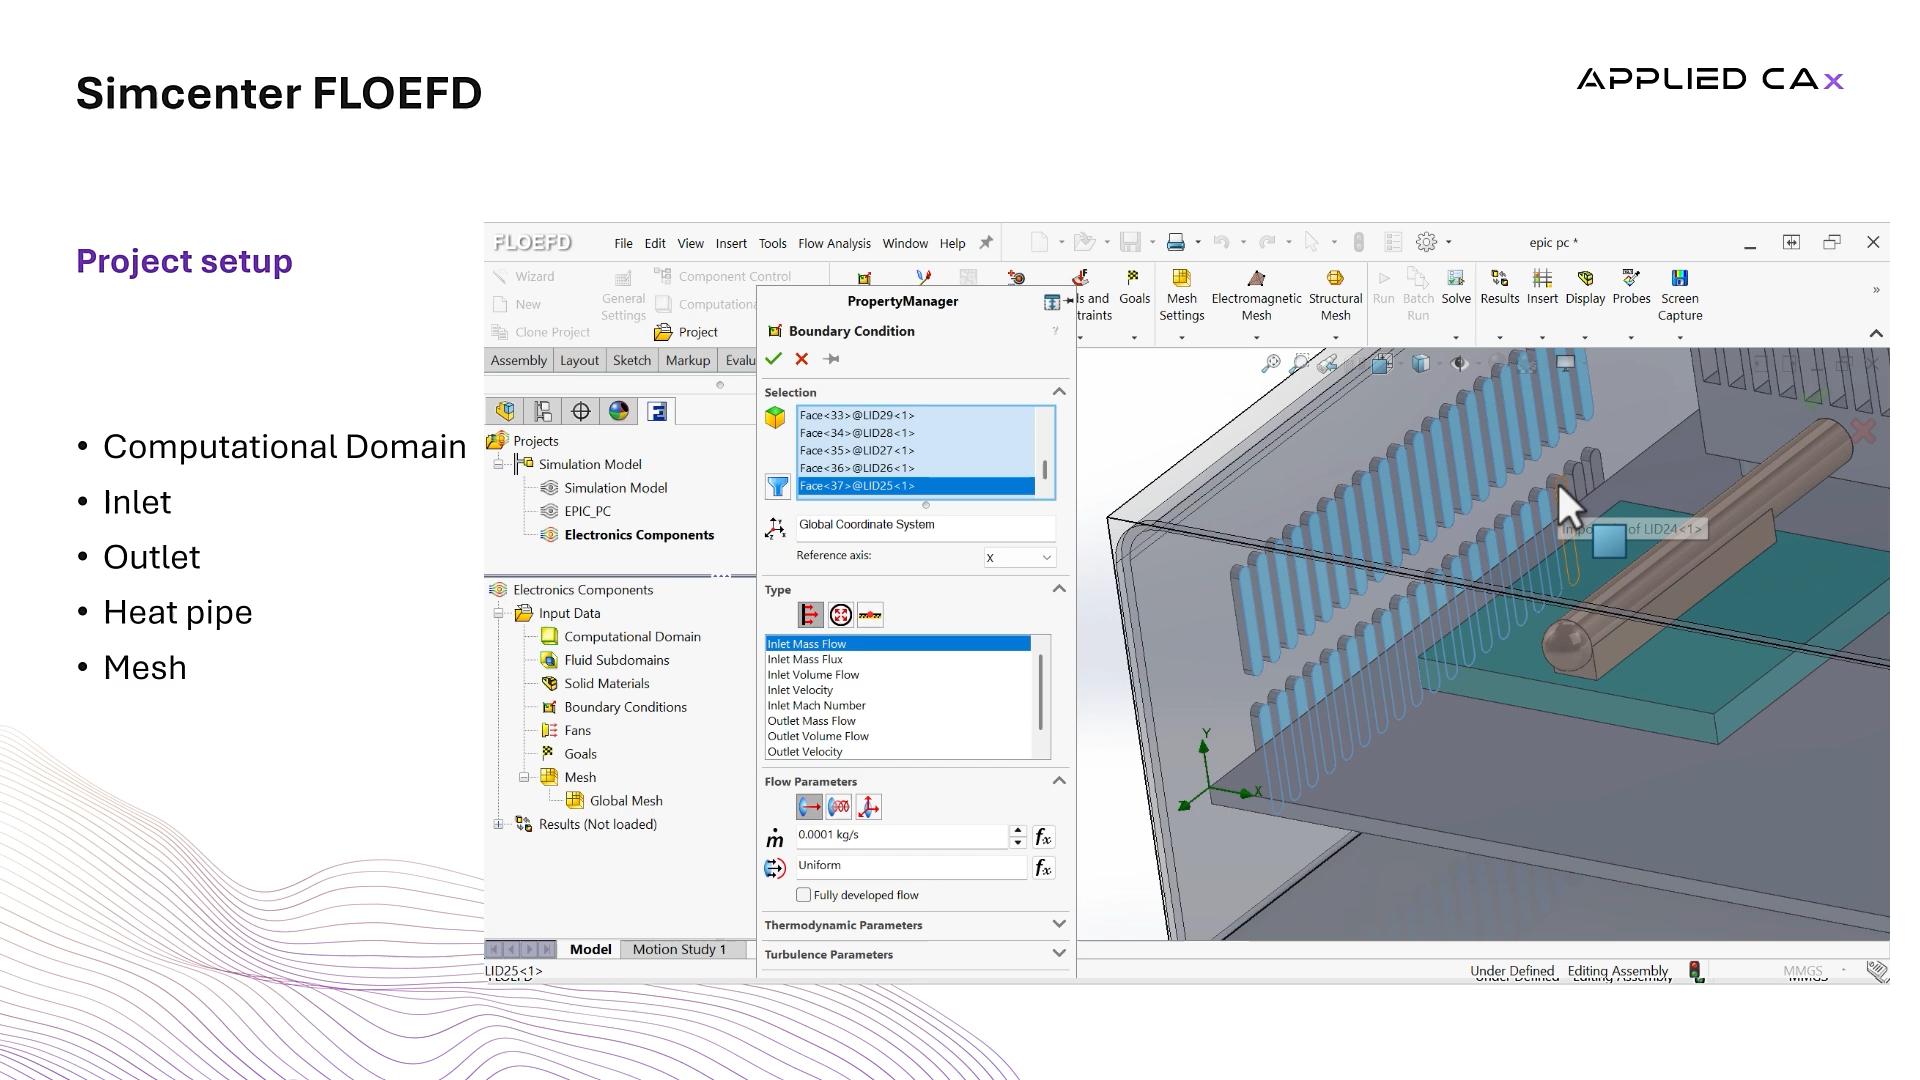 Simcenter FLOEFD
APPLIED CAx
Project setup
• Computational Domain
• Inlet
• Outlet
• Heat pipe
• Mesh
FLOEFD
File Edit View Insert Tools Flow Analysis Window Help
epic pc *
Wizard
New
Clone Project
General
Settings
Component Control
Project
Goals
Mesh
Settings
Electromagnetic
Mesh
Structural
Mesh
Run
Batch
Run
Solve
Results
Insert
Display
Probes
Screen
Capture
Assembly Layout Sketch Markup
Projects
Simulation Model
Simulation Model
EPIC_PC
Electronics Components
Electronics Components
Input Data
Computational Domain
Fluid Subdomains
Solid Materials
Boundary Conditions
Fans
Goals
Mesh
Global Mesh
Results (Not loaded)
PropertyManager
Boundary Condition
?
Selection
Face<33>@LID29<1>
Face<34>@LID28<1>
Face<35>@LID27<1>
Face<36>@LID26<1>
Face<37>@LID25<1>
Global Coordinate System
Reference axis:
X
Type
Inlet Mass Flow
Inlet Mass Flux
Inlet Volume Flow
Inlet Velocity
Inlet Mach Number
Outlet Mass Flow
Outlet Volume Flow
Outlet Velocity
Flow Parameters
ṁ 0.0001 kg/s fx
Uniform fx
Fully developed flow
Thermodynamic Parameters
Turbulence Parameters
of LID24<1>
Y
X
Z
Model Motion Study 1
LID25<1>
Under Defined Editing Assembly MMGS